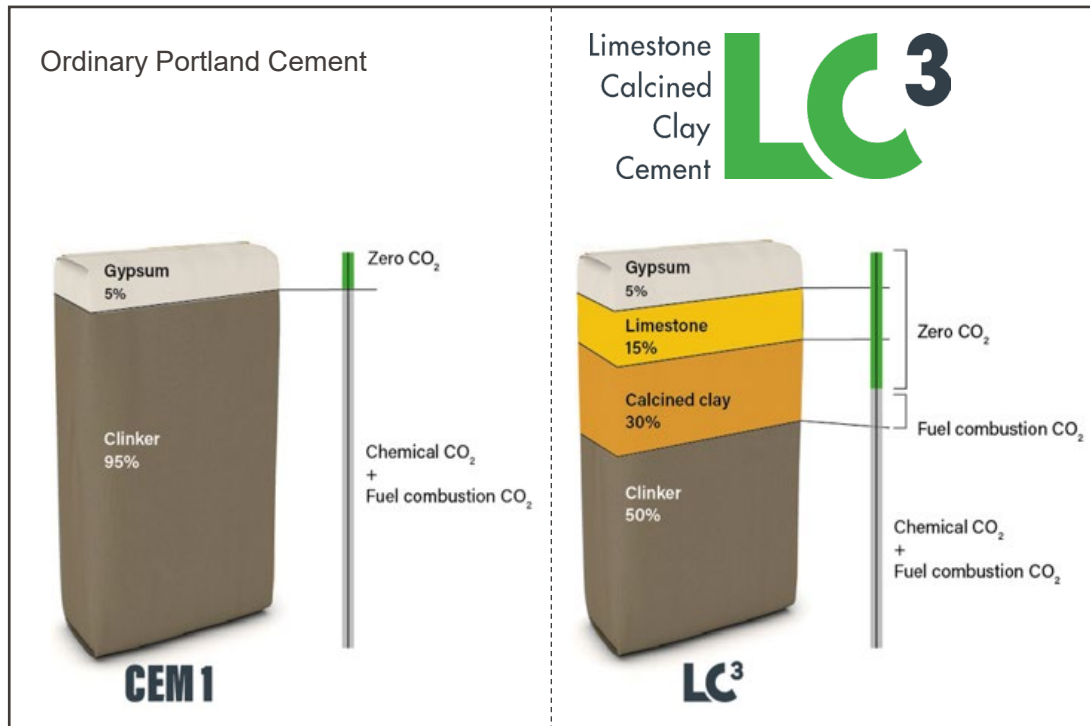 Ordinary Portland Cement
Gypsum
5%
Clinker
95%
Zero CO₂
Chemical CO₂
+
Fuel combustion CO₂
CEM 1
Limestone
Calcined
Clay
Cement
LC³
Gypsum
5%
Limestone
15%
Calcined clay
30%
Clinker
50%
Zero CO₂
Fuel combustion CO₂
Chemical CO₂
+
Fuel combustion CO₂
LC³